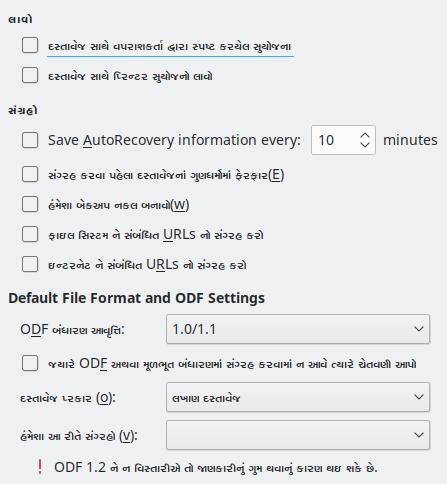 લાવો
દસ્તાવેજ સાથે વપરાશકર્તા દ્વારા સ્પષ્ટ કરયેલ સુયોજના
દસ્તાવેજ સાથે પ્રિન્ટર સુયોજનો લાવો
સંગ્રહો
Save AutoRecovery information every: 10 minutes
સંગ્રહ કરવા પહેલા દસ્તાવેજનાં ગુણધર્મોમાં ફેરફાર(E)
હંમેશા બેકઅપ નકલ બનાવો(w)
ફાઇલ સિસ્ટમ ને સંબંધિત URLs નો સંગ્રહ કરો
ઇન્ટરનેટ ને સંબંધિત URLs નો સંગ્રહ કરો
Default File Format and ODF Settings
ODF બંધારણ આવૃત્તિ: 1.0/1.1
જયારે ODF અથવા મૂળભૂત બંધારણમાં સંગ્રહ કરવામાં ન આવે ત્યારે ચેતવણી આપો
દસ્તાવેજ પ્રકાર (o): લખાણ દસ્તાવેજ
હંમેશા આ રીતે સંગ્રહો (v):
! ODF 1.2 ને ન વિસ્તારીએ તો જાણકારીનું ગુમ થવાનું કારણ થઇ શકે છે.